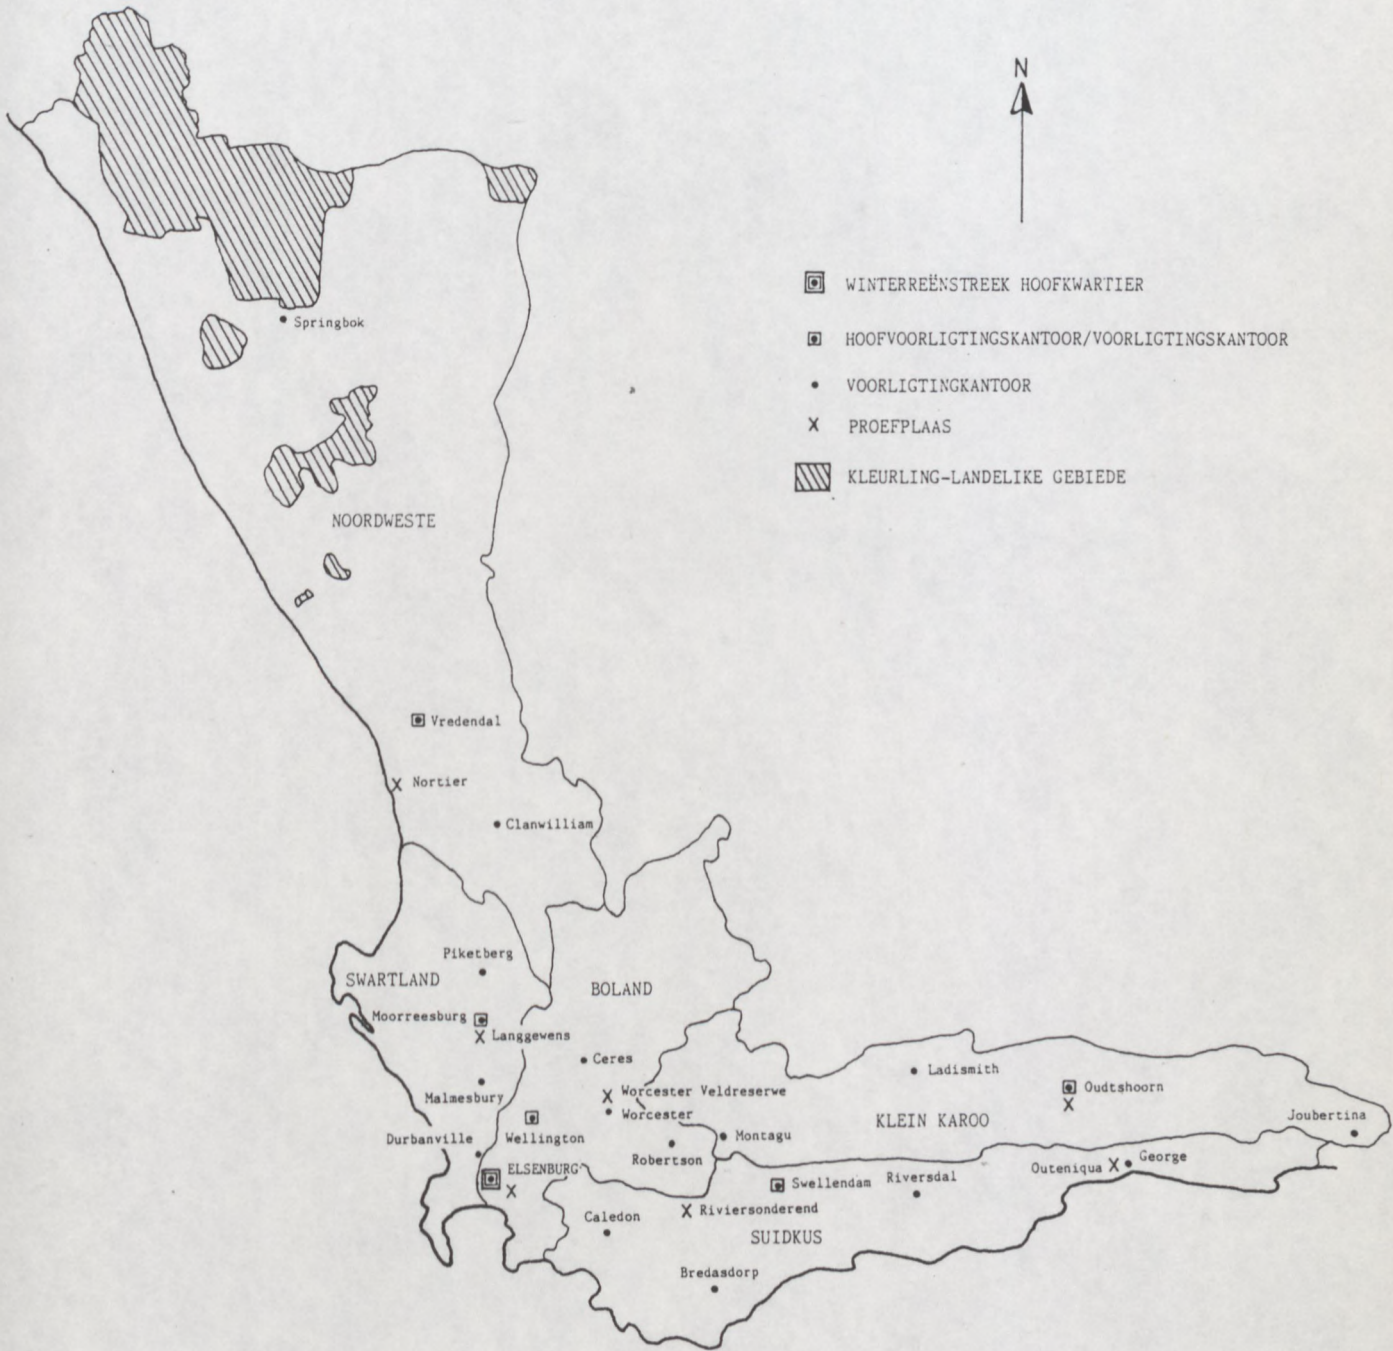 N
WINTERREËNSTREEK HOOFKWARTIER
HOOFVOORLIGTINGSKANTOOR/VOORLIGTINGSKANTOOR
VOORLIGTINGKANTOOR
X PROEFPLAAS
KLEURLING-LANDELIKE GEBIEDE
Springbok
NOORDWESTE
Vredendal
X Nortier
Clanwilliam
Piketberg
SWARTLAND
BOLAND
Moorreesburg
X Langgewens
Ceres
Ladismith
Malmesbury
X Worcester Veldreserwe
Oudtshoorn
X
Worcester
KLEIN KAROO
Joubertina
Durbanville
Wellington
Montagu
Robertson
Outeniqua X
George
ELSENBURG
X
Swellendam
Riversdal
Caledon
X Riviersonderend
SUIDKUS
Bredasdorp